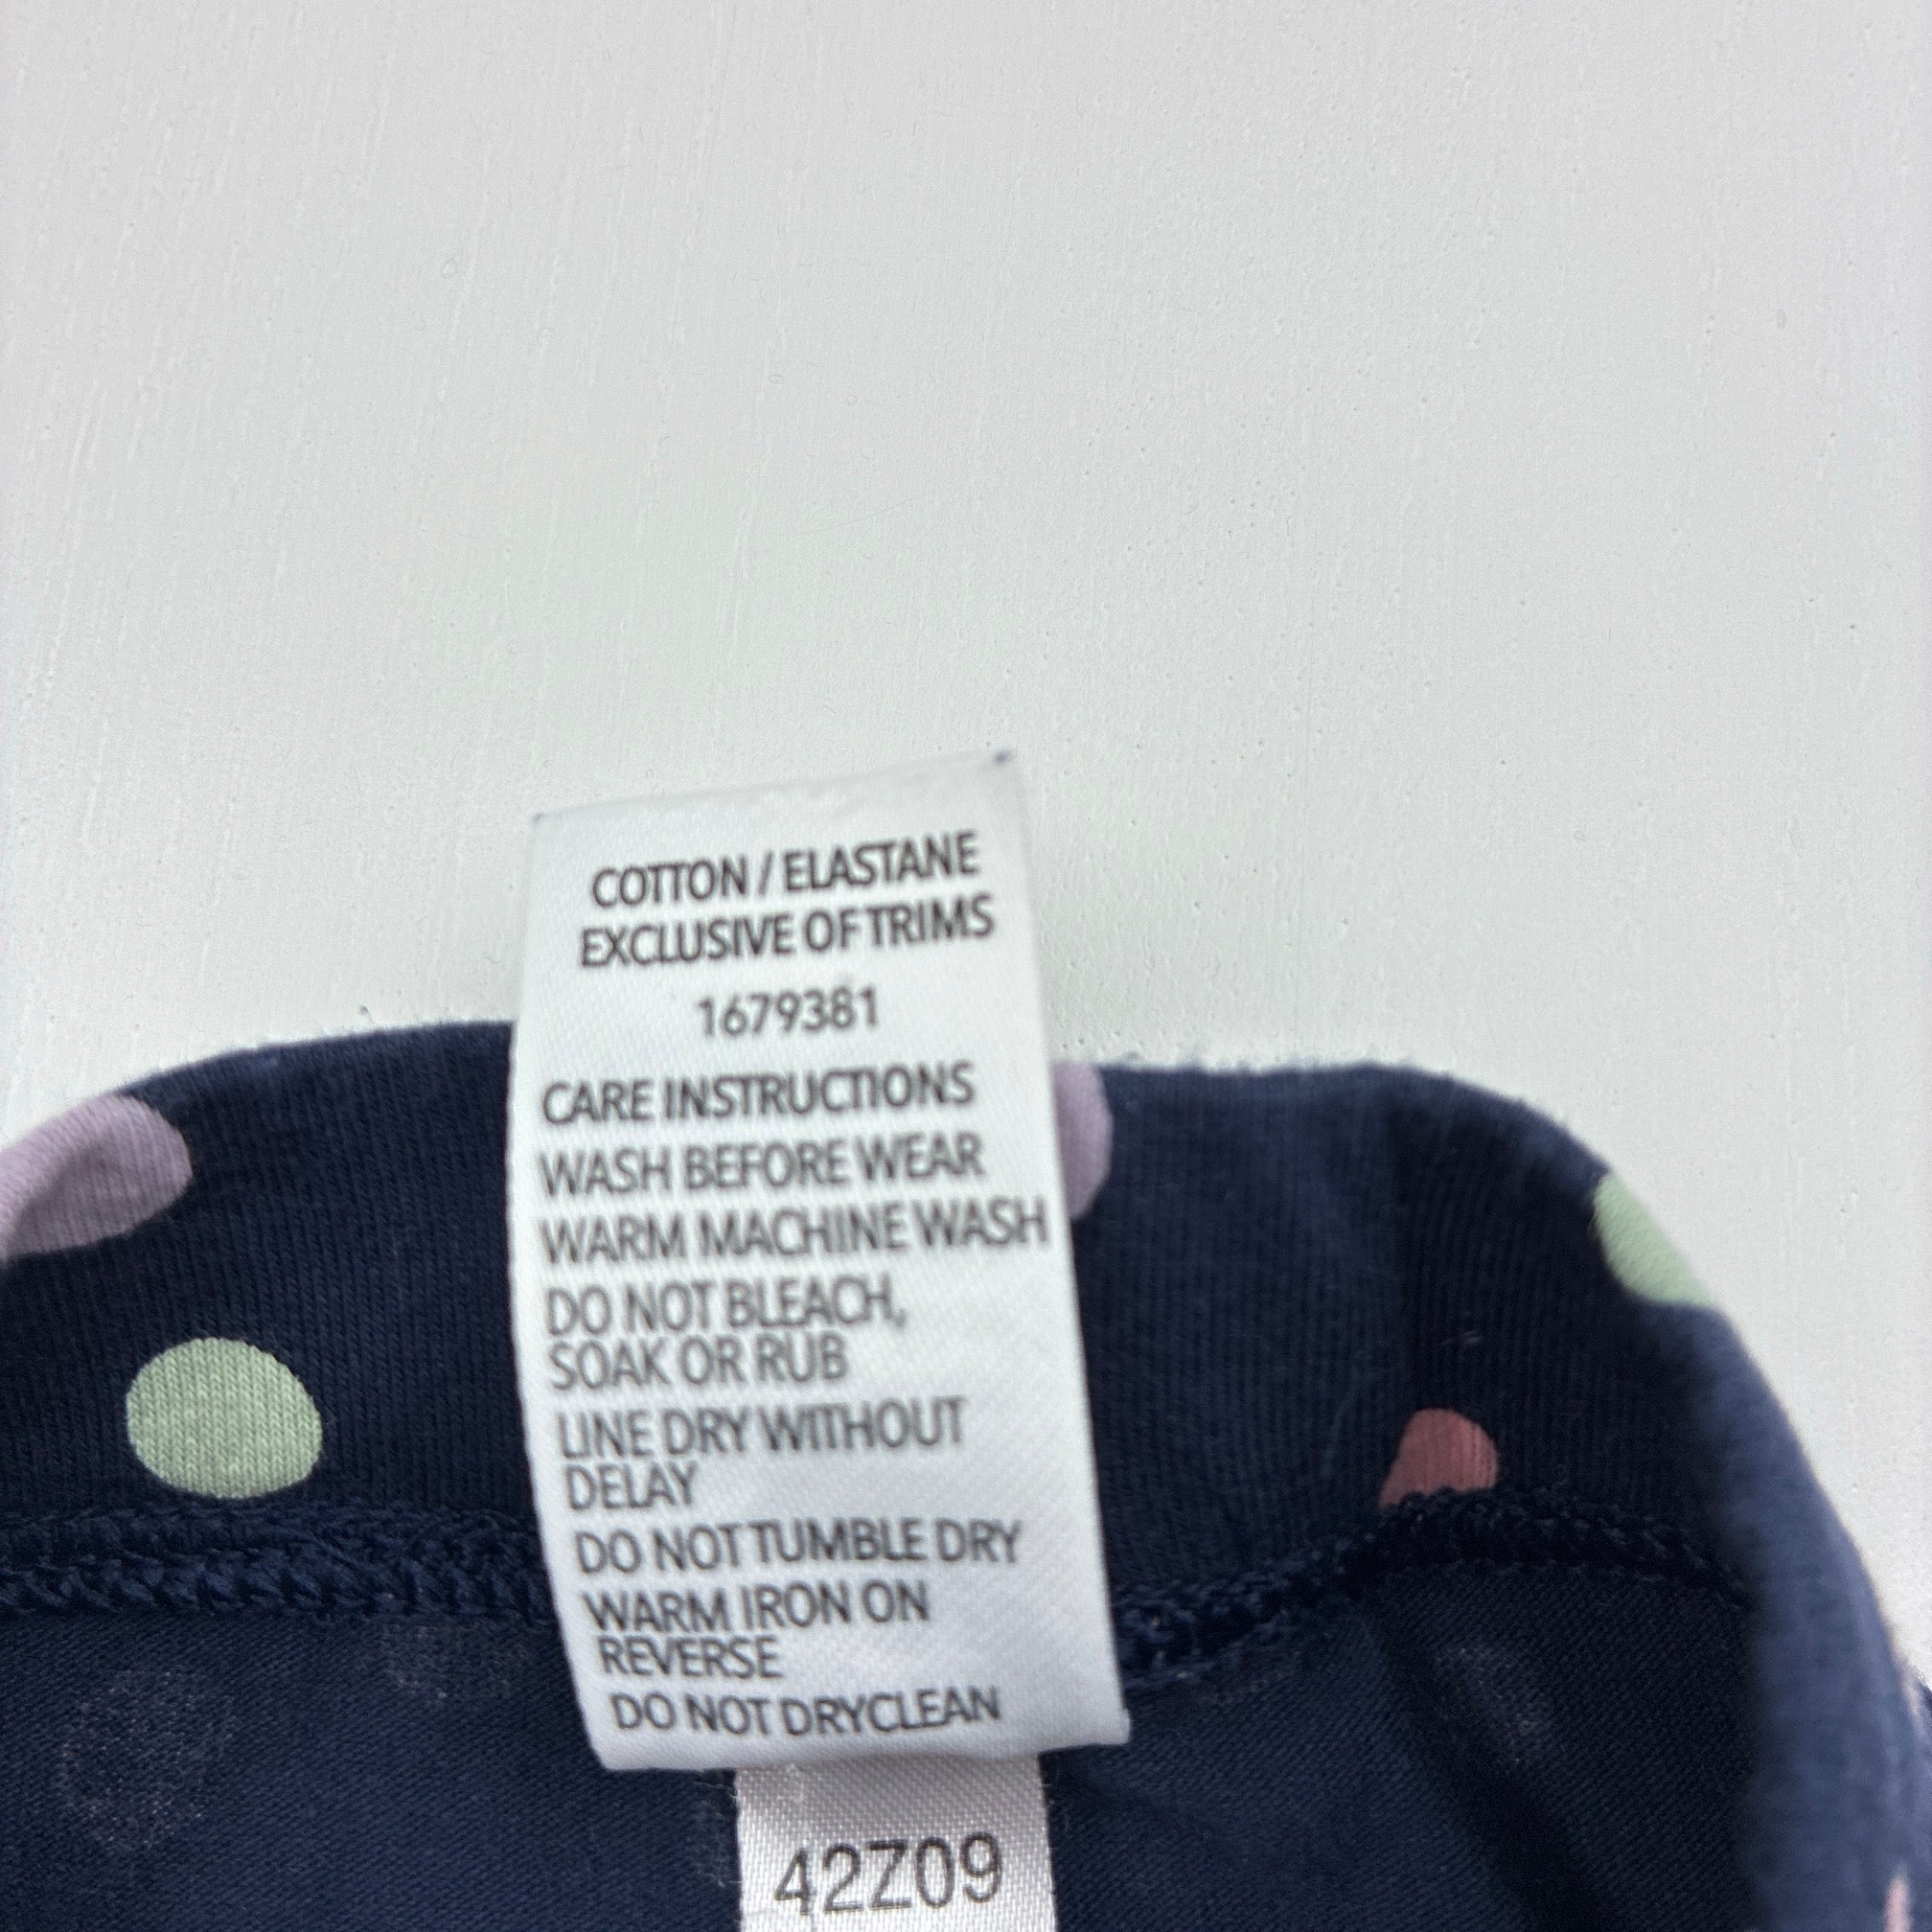 COTTON / ELASTANE
EXCLUSIVE OF TRIMS
1679381
CARE INSTRUCTIONS
WASH BEFORE WEAR
WARM MACHINE WASH
DO NOT BLEACH,
SOAK OR RUB
LINE DRY WITHOUT
DELAY
DO NOT TUMBLE DRY
WARM IRON ON
REVERSE
DO NOT DRYCLEAN
42Z09